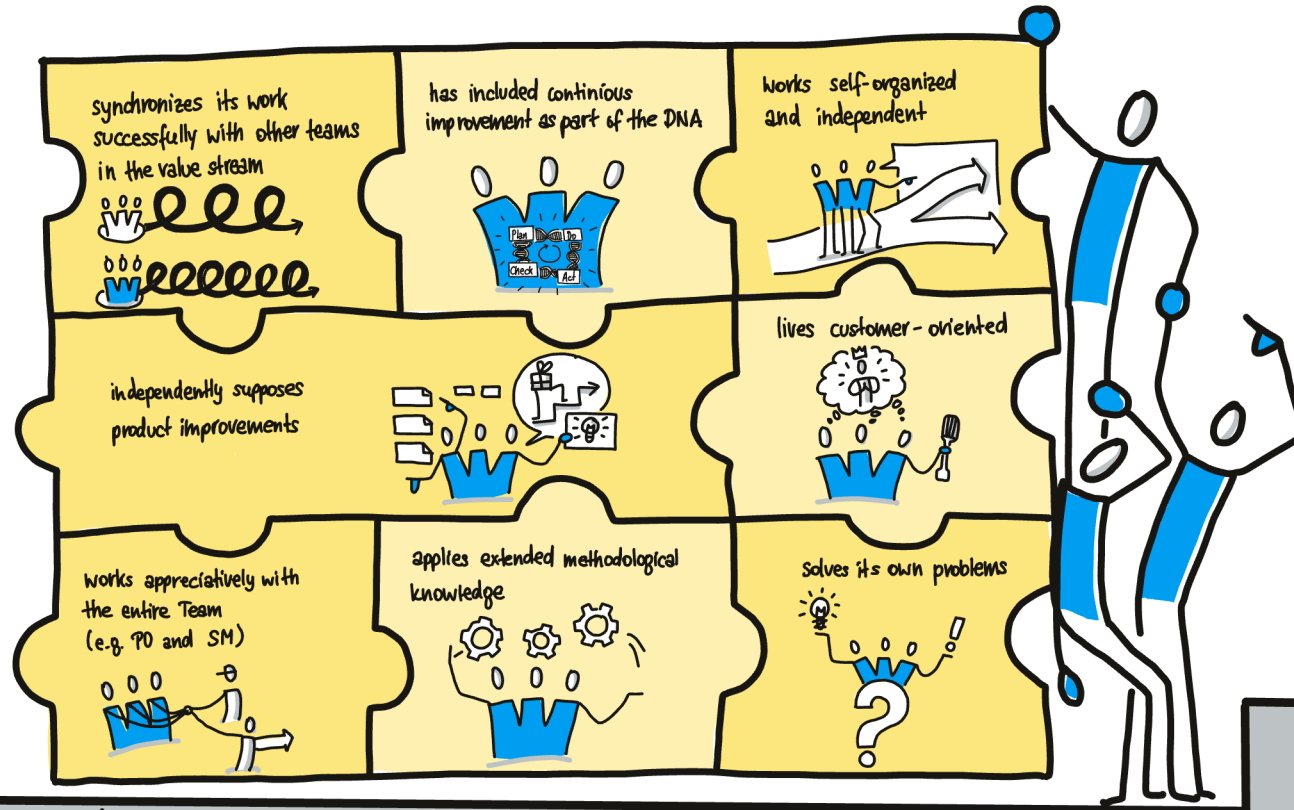 synchronizes its work
successfully with other teams
in the value stream
has included continious
improvement as part of the DNA
Plan
Do
Check
Act
works self-organized
and independent
independently supposes
product improvements
lives customer-oriented
works appreciatively with
the entire Team
(e.g. PO and SM)
applies extended methodological
knowledge
solves its own problems
!
?